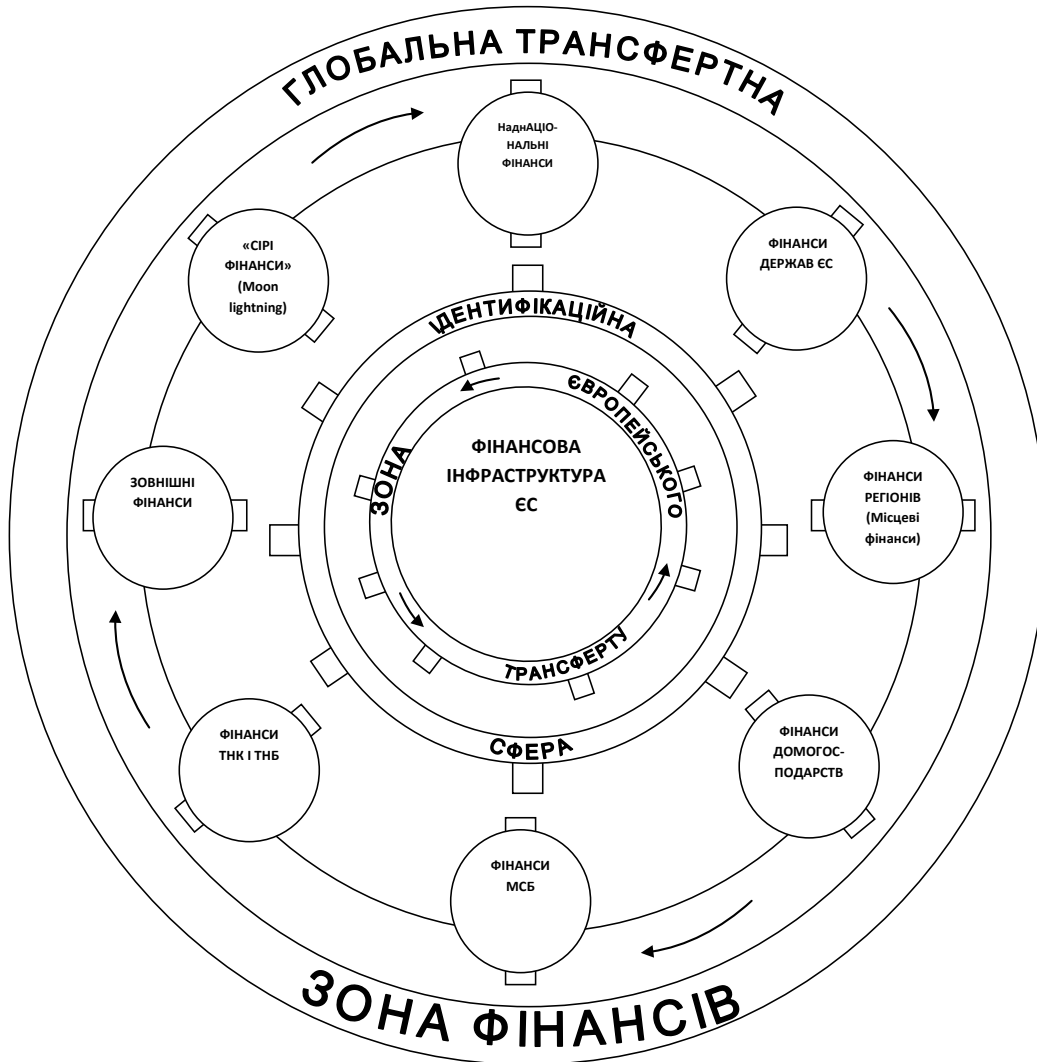 ГЛОБАЛЬНА ТРАНСФЕРТНА
НаднАЦІО-
НАЛЬНІ
ФІНАНСИ
«СІРІ
ФІНАНСИ»
(Moon
lightning)
ФІНАНСИ
ДЕРЖАВ ЄС
ІДЕНТИФІКАЦІЙНА
ЗОНА
ЄВРОПЕЙСЬКОГО
ФІНАНСОВА
ІНФРАСТРУКТУРА
ЄС
ЗОВНІШНІ
ФІНАНСИ
ФІНАНСИ
РЕГІОНІВ
(Місцеві
фінанси)
ТРАНСФЕРТУ
СФЕРА
ФІНАНСИ
ТНК І ТНБ
ФІНАНСИ
ДОМОГОС-
ПОДАРСТВ
ФІНАНСИ
МСБ
ЗОНА ФІНАНСІВ